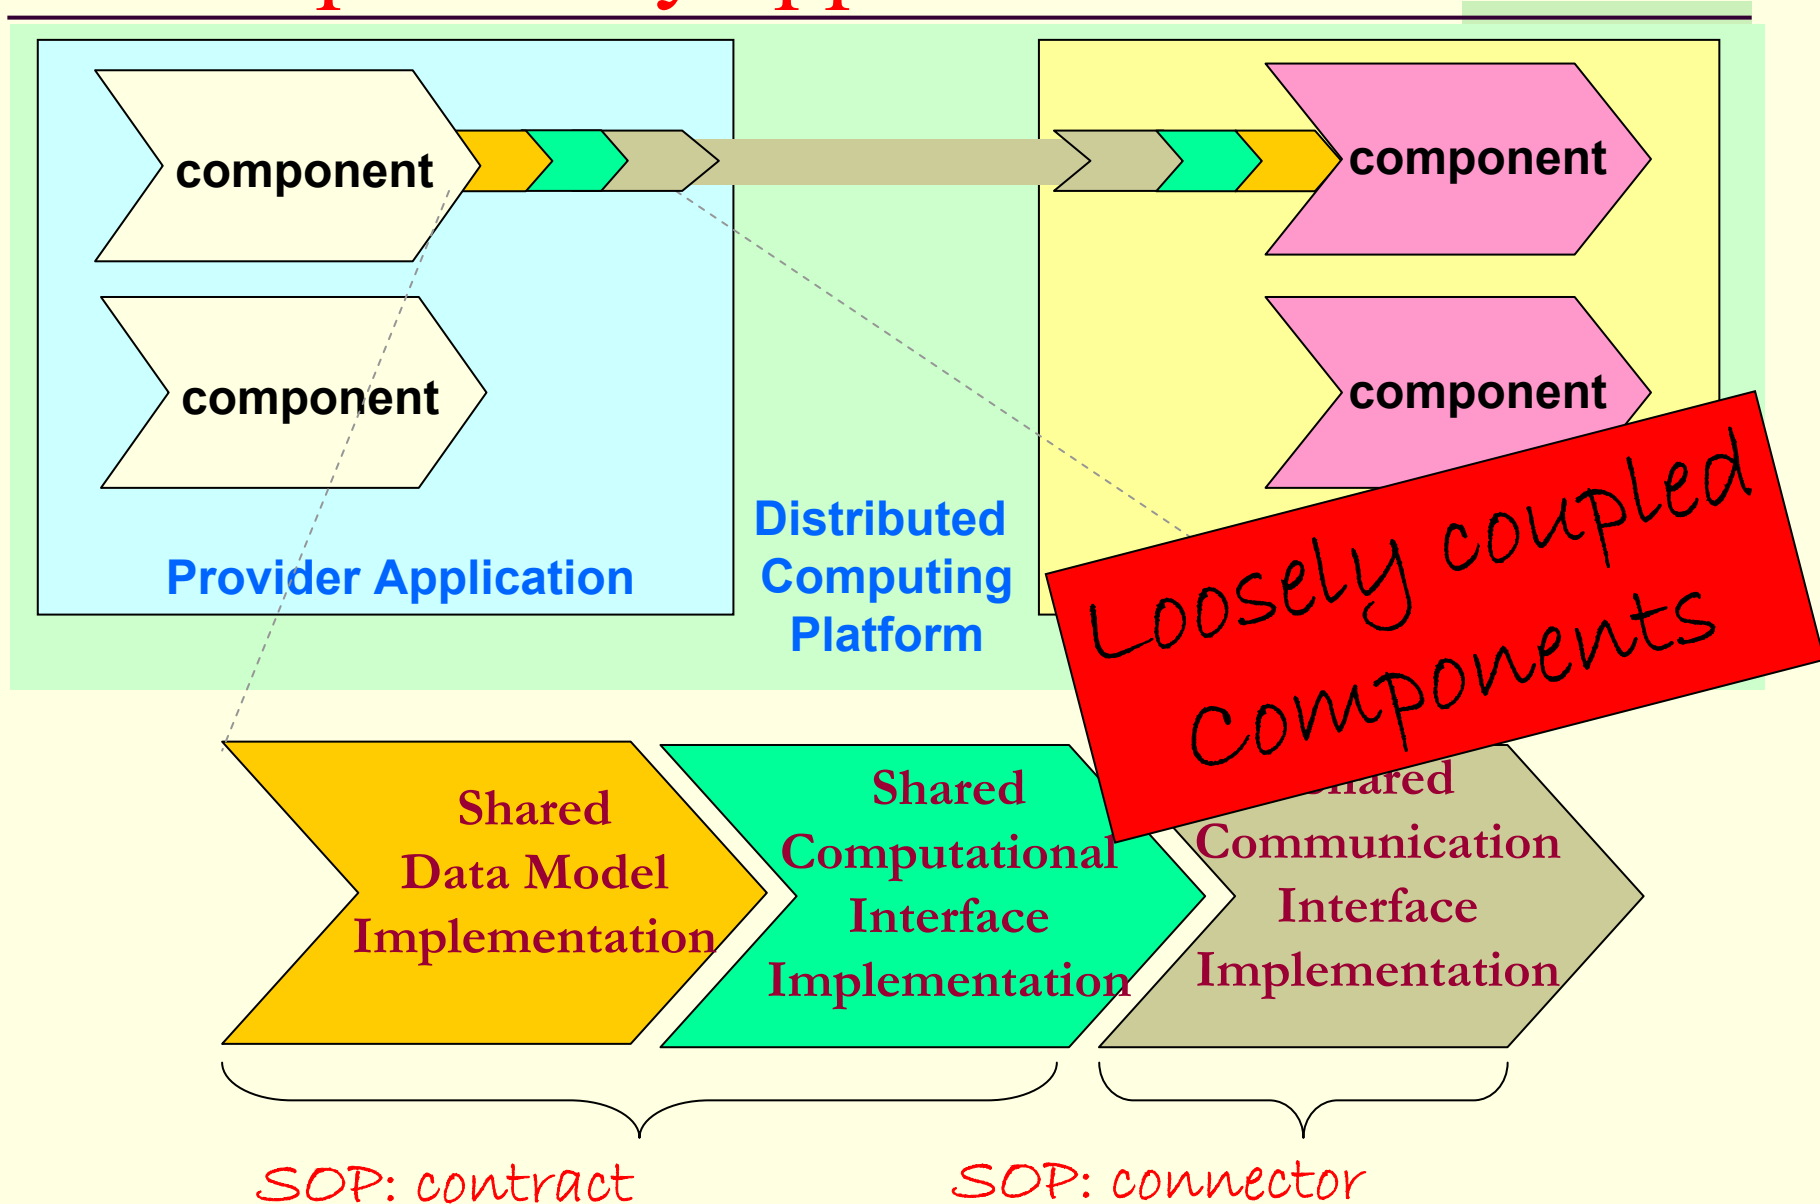 component
component
component
component
Provider Application
Distributed
Computing
Platform
Loosely coupled
Components
Shared
Data Model
Implementation
Shared
Computational
Interface
Implementation
Communication
Interface
Implementation
SOP: contract
SOP: connector